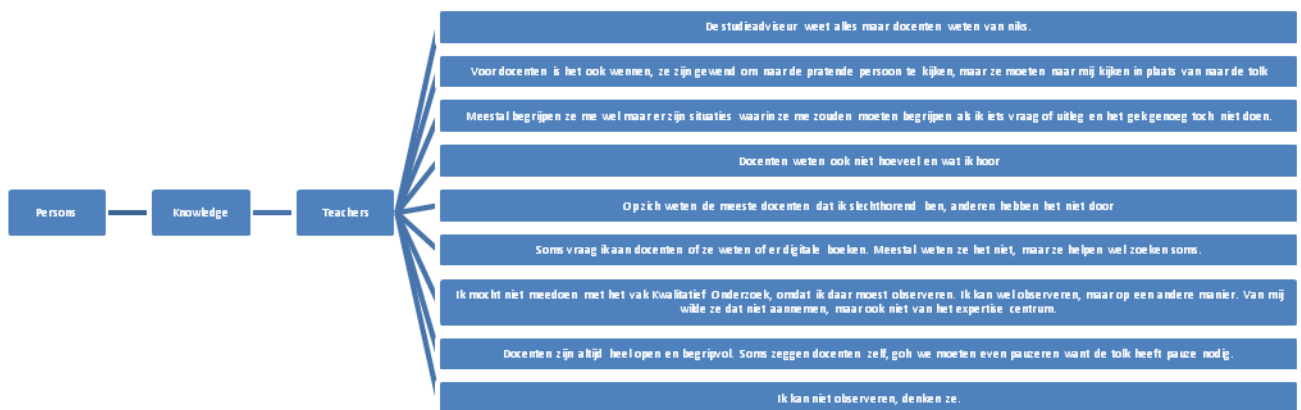 De studieadviseur weet alles maar docenten weten van niks.
Voor docenten is het ook wennen, ze zijn gewend om naar de pratende persoon te kijken, maar ze moeten naar mij kijken in plaats van naar de tolk
Meestal begrijpen ze me wel maar er zijn situaties waarin ze me zouden moeten begrijpen als ik iets vraag of uitleg en het gek genoeg toch niet doen.
Docenten weten ook niet hoeveel en wat ik hoor
Persons
Knowledge
Teachers
Op zich weten de meeste docenten dat ik slechthorend ben, anderen hebben het niet door
Soms vraag ik aan docenten of ze weten of er digitale boeken. Meestal weten ze het niet, maar ze helpen wel zoeken soms.
Ik mocht niet meedoen met het vak Kwalitatief Onderzoek, omdat ik daar moest observeren. Ik kan wel observeren, maar op een andere manier. Van mij
wilde ze dat niet aannemen, maar ook niet van het expertise centrum.
Docenten zijn altijd heel open en begripvol. Soms zeggen docenten zelf, goh we moeten even pauzeren want de tolk heeft pauze nodig.
Ik kan niet observeren, denken ze.